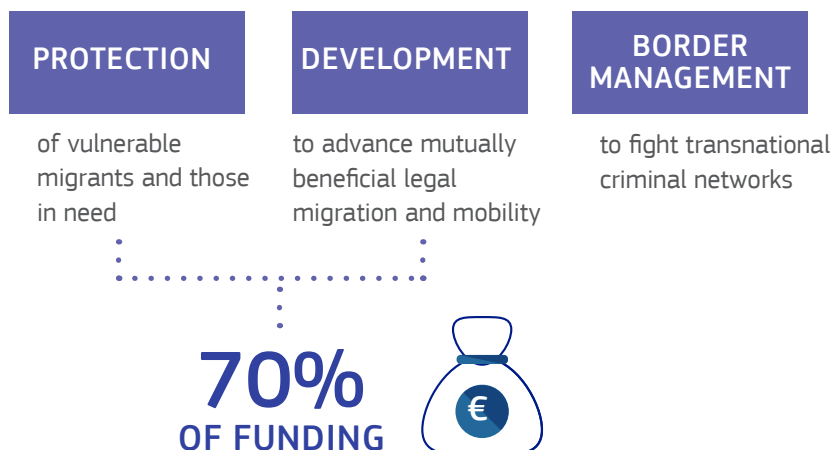 PROTECTION
of vulnerable
migrants and those
in need
DEVELOPMENT
to advance mutually
beneficial legal
migration and mobility
BORDER
MANAGEMENT
to fight transnational
criminal networks
70%
OF FUNDING
€